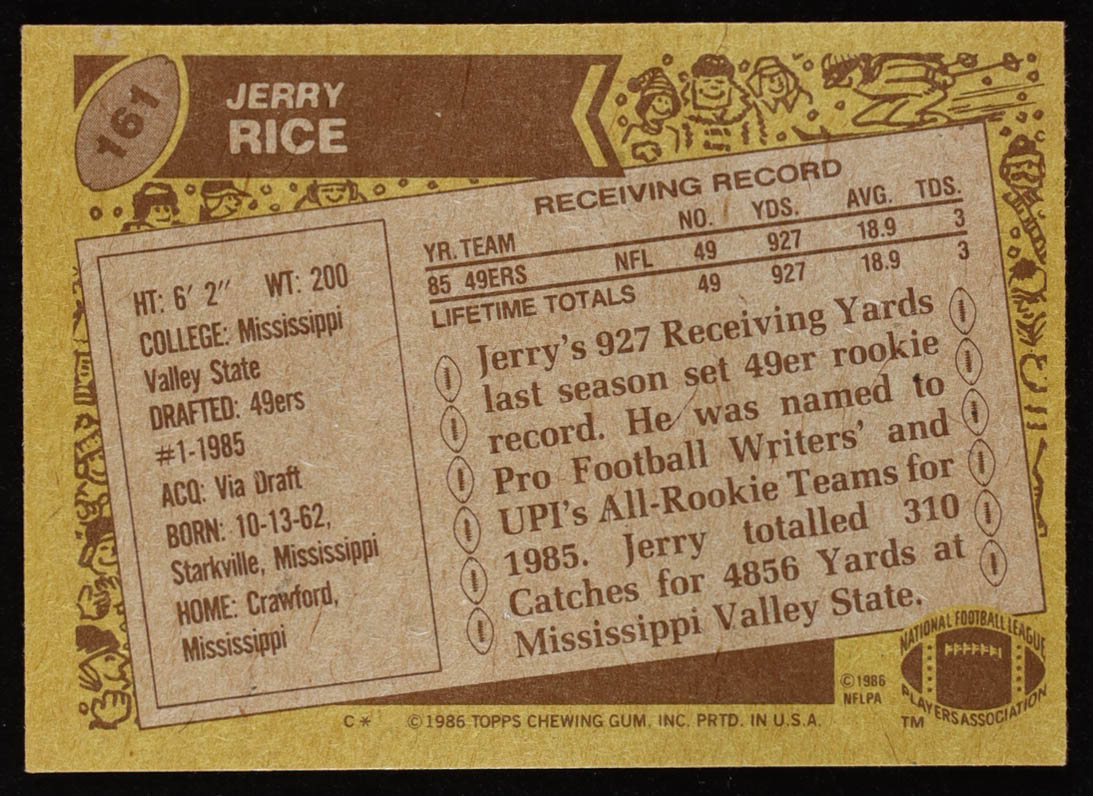 161
JERRY
RICE
HT: 6' 2" WT: 200
COLLEGE: Mississippi
Valley State
DRAFTED: 49ers
#1-1985
ACQ: Via Draft
BORN: 10-13-62,
Starkville, Mississippi
HOME: Crawford,
Mississippi
RECEIVING RECORD
YR. TEAM NO. YDS. AVG. TDS.
85 49ERS NFL 49 927 18.9 3
LIFETIME TOTALS 49 927 18.9 3
Jerry's 927 Receiving Yards
last season set 49er rookie
record. He was named to
Pro Football Writers' and
UPI's All-Rookie Teams for
1985. Jerry totalled 310
Catches for 4856 Yards at
Mississippi Valley State.
©1986
NFLPA
NATIONAL FOOTBALL LEAGUE
PLAYERS ASSOCIATION
TM
C* ©1986 TOPPS CHEWING GUM, INC. PRTD. IN U.S.A.